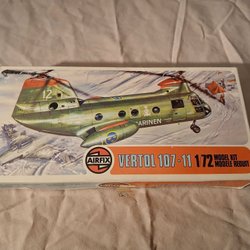 12
MARINEN
AIRFIX
VERTOL 107-11
1/72
MODEL KIT
MODELE REDUIT